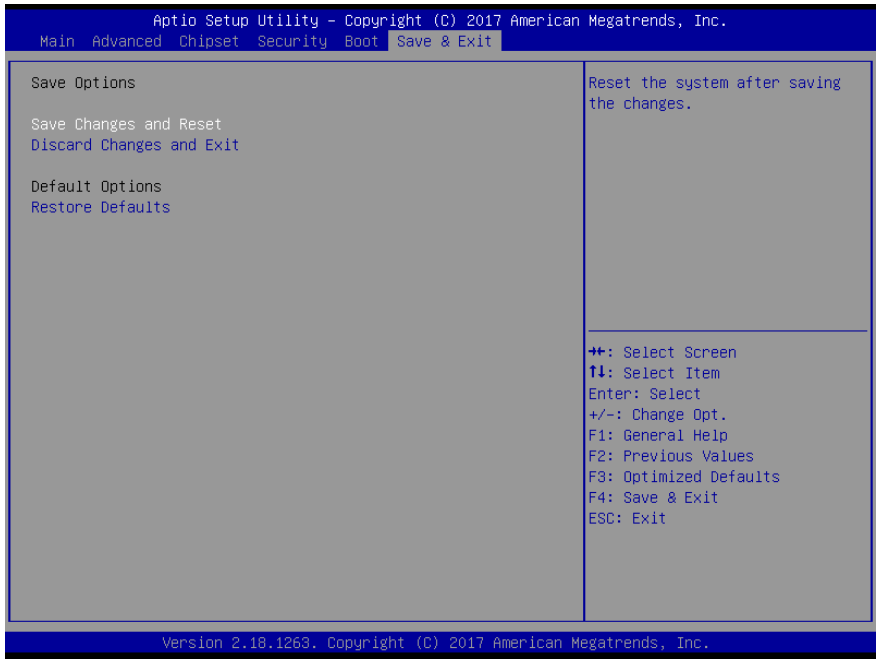 Aptio Setup Utility – Copyright (C) 2017 American Megatrends, Inc.
Main Advanced Chipset Security Boot Save & Exit
Save Options
Save Changes and Reset
Discard Changes and Exit
Default Options
Restore Defaults
Reset the system after saving
the changes.
→←: Select Screen
↑↓: Select Item
Enter: Select
+/-: Change Opt.
F1: General Help
F2: Previous Values
F3: Optimized Defaults
F4: Save & Exit
ESC: Exit
Version 2.18.1263. Copyright (C) 2017 American Megatrends, Inc.